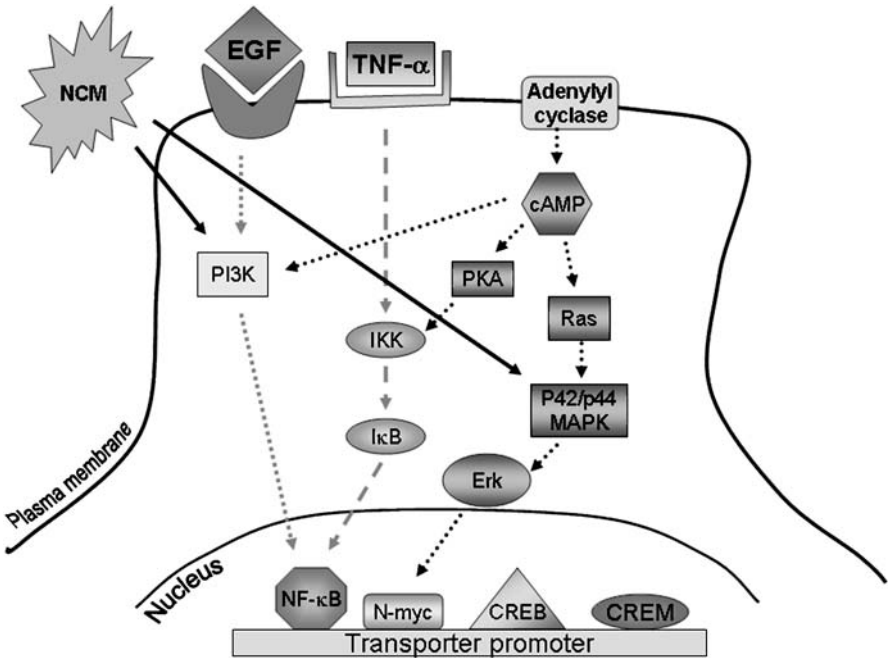 EGF
TNF-α
NCM
Adenylyl
cyclase
cAMP
PI3K
PKA
Ras
IKK
P42/p44
MAPK
IκB
Erk
Plasma membrane
Nucleus
NF-κB
N-myc
CREB
CREM
Transporter promoter